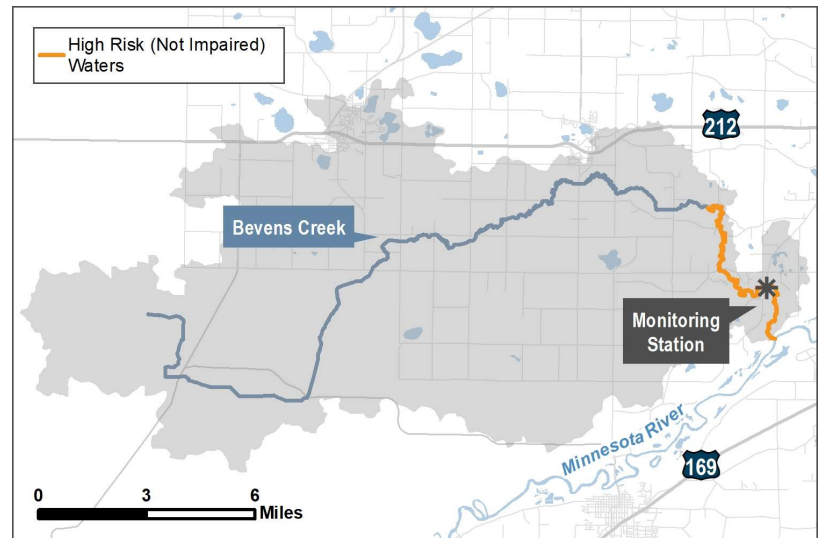 High Risk (Not Impaired)
Waters
212
Bevens Creek
Monitoring
Station
Minnesota River
169
0 3 6
Miles